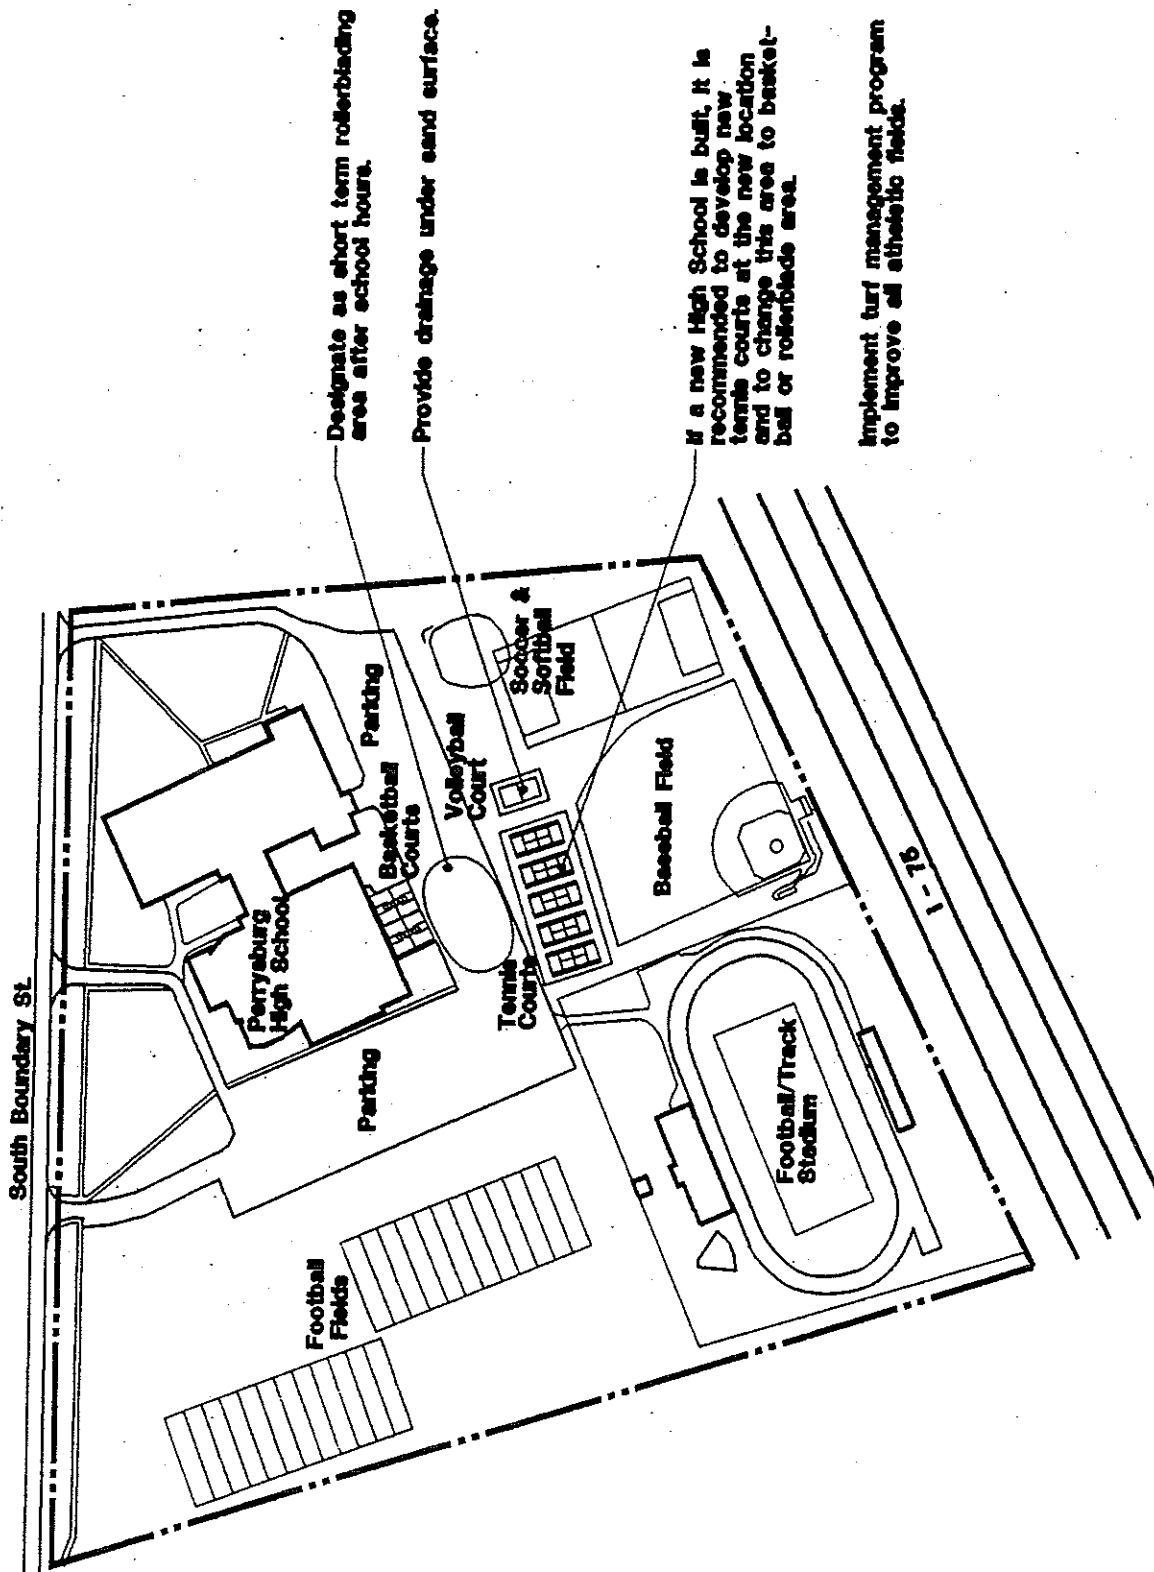 South Boundary St.
Perrysburg
High School
Parking
Parking
Basketball
Courts
Volleyball
Court
Tennis
Courts
Soccer &
Softball
Field
Baseball Field
Football
Fields
Football/Track
Stadium
I - 75
Designate as short term rollerblading
area after school hours.
Provide drainage under sand surface.
If a new High School is built, it is
recommended to develop new
tennis courts at the new location
and to change this area to basket-
ball or rollerblade area.
Implement turf management program
to improve all atheletic fields.